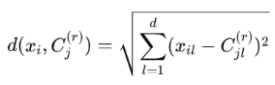 d(x_i, C_j^{(r)}) = \sqrt{\sum_{l=1}^{d} (x_{il} - C_{jl}^{(r)})^2}